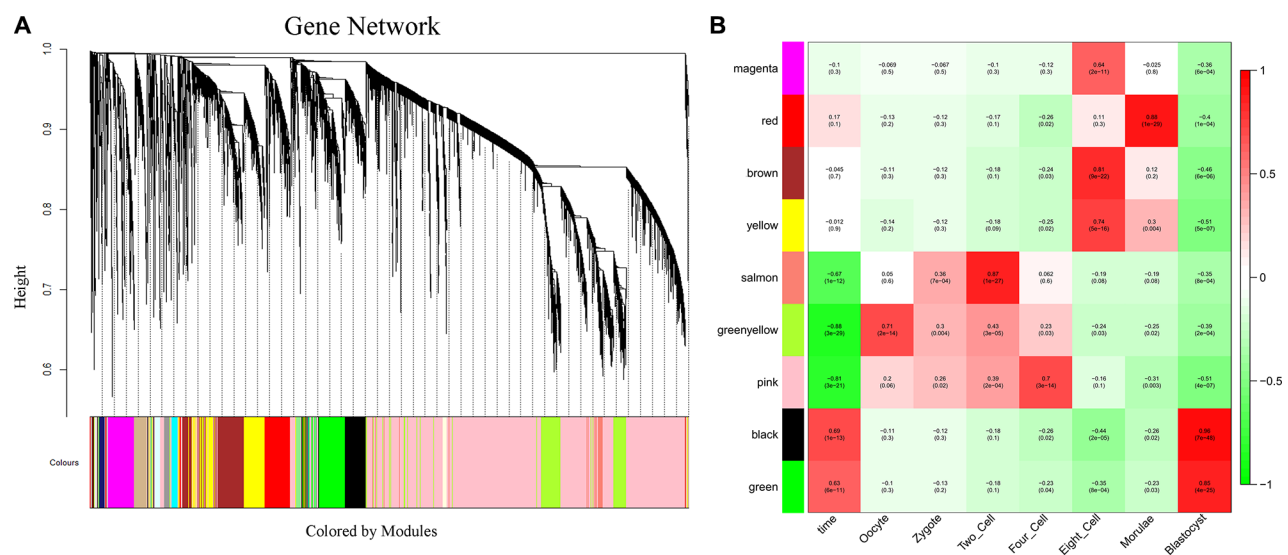 A
Gene Network
Height
1.0
0.9
0.8
0.7
0.6
Colours
Colored by Modules
B
magenta
−0.1 (0.3)
−0.069 (0.5)
−0.067 (0.5)
−0.1 (0.3)
−0.12 (0.3)
0.64 (2e−11)
−0.025 (0.8)
−0.36 (6e−04)
red
0.17 (0.1)
−0.13 (0.2)
−0.12 (0.3)
−0.17 (0.1)
−0.26 (0.02)
0.11 (0.3)
0.88 (1e−29)
−0.4 (1e−04)
brown
−0.045 (0.7)
−0.11 (0.3)
−0.12 (0.3)
−0.18 (0.1)
−0.24 (0.03)
0.81 (9e−22)
0.12 (0.2)
−0.46 (6e−06)
yellow
−0.012 (0.9)
−0.14 (0.2)
−0.12 (0.3)
−0.18 (0.09)
−0.25 (0.02)
0.74 (5e−16)
0.3 (0.004)
−0.51 (5e−07)
salmon
−0.67 (1e−12)
0.05 (0.6)
0.36 (7e−04)
0.87 (1e−27)
0.062 (0.6)
−0.19 (0.08)
−0.19 (0.08)
−0.35 (8e−04)
greenyellow
−0.88 (3e−29)
0.71 (2e−14)
0.3 (0.004)
0.43 (3e−05)
0.23 (0.03)
−0.24 (0.03)
−0.25 (0.02)
−0.39 (2e−04)
pink
−0.81 (3e−21)
0.2 (0.06)
0.26 (0.02)
0.39 (2e−04)
0.7 (3e−14)
−0.16 (0.1)
−0.31 (0.003)
−0.51 (4e−07)
black
0.69 (1e−13)
−0.11 (0.3)
−0.12 (0.3)
−0.18 (0.1)
−0.26 (0.02)
−0.44 (2e−05)
−0.26 (0.02)
0.96 (7e−49)
green
0.63 (6e−11)
−0.1 (0.3)
−0.13 (0.2)
−0.18 (0.1)
−0.23 (0.04)
−0.35 (8e−04)
−0.23 (0.03)
0.85 (4e−25)
time
Oocyte
Zygote
Two_Cell
Four_Cell
Eight_Cell
Morulae
Blastocyst
1
0.5
0
−0.5
−1